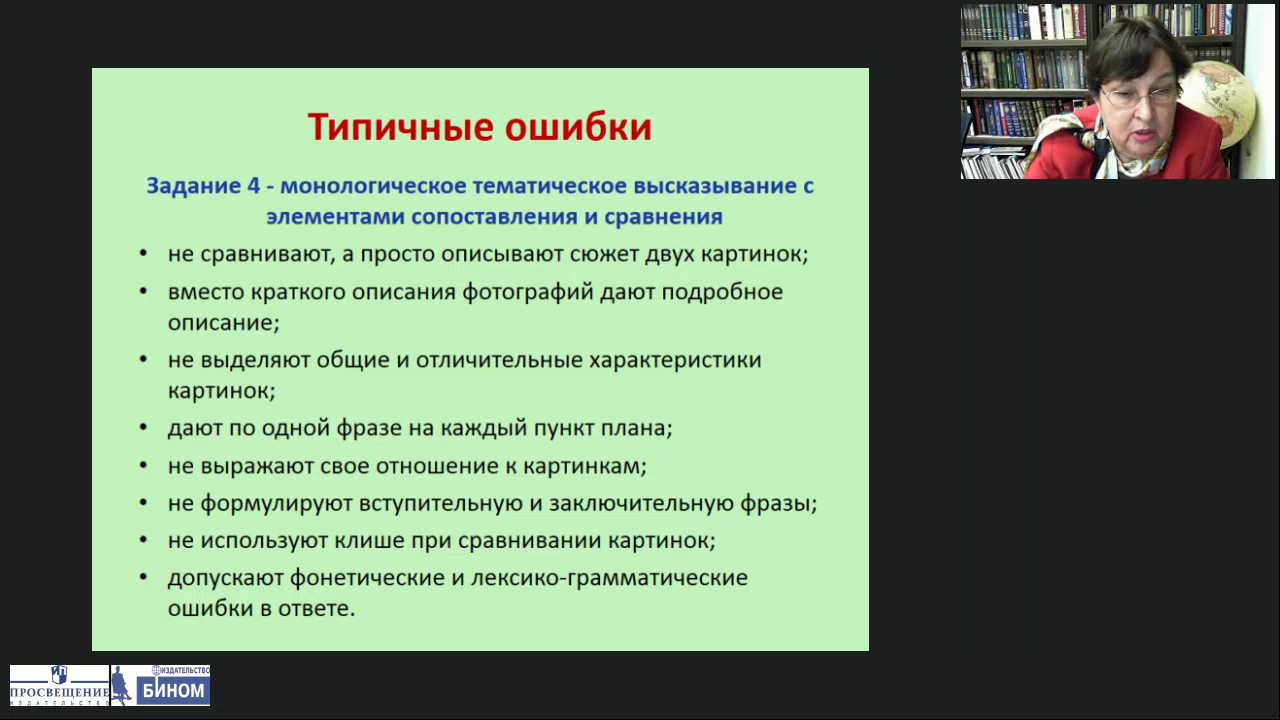 Типичные ошибки
Задание 4 - монологическое тематическое высказывание с
элементами сопоставления и сравнения
• не сравнивают, а просто описывают сюжет двух картинок;
• вместо краткого описания фотографий дают подробное
описание;
• не выделяют общие и отличительные характеристики
картинок;
• дают по одной фразе на каждый пункт плана;
• не выражают свое отношение к картинкам;
• не формулируют вступительную и заключительную фразы;
• не используют клише при сравнивании картинок;
• допускают фонетические и лексико-грамматические
ошибки в ответе.
ПРОСВЕЩЕНИЕ
ИЗДАТЕЛЬСТВО
ИЗДАТЕЛЬСТВО
БИНОМ